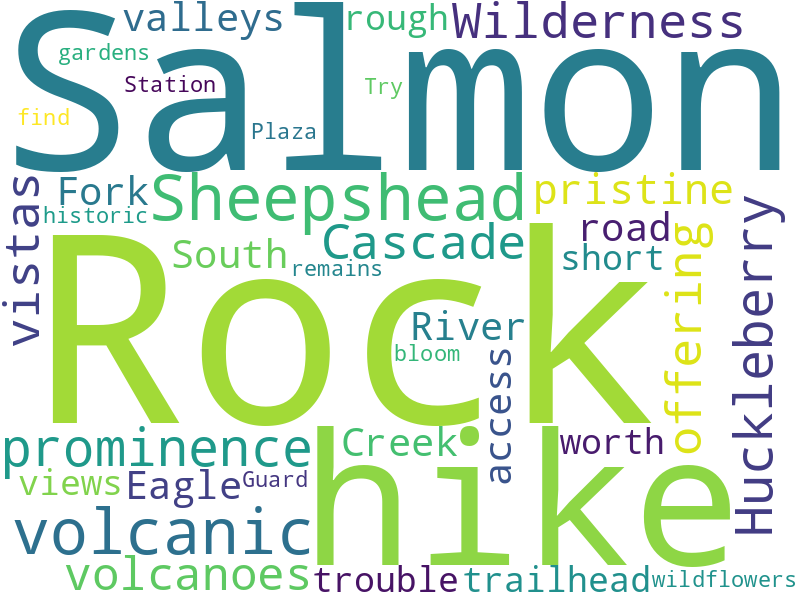 valleys
rough
Wilderness
gardens
Salmon
Station
Try
find
Plaza
Sheepshead
pristine
Fork
historic
vistas
South
Cascade
road
short
remains
offering
Huckleberry
Rock
River
bloom
access
prominence
Creek
worth
hike
views
Eagle
Guard
volcanic
volcanoes
trouble
trailhead
wildflowers